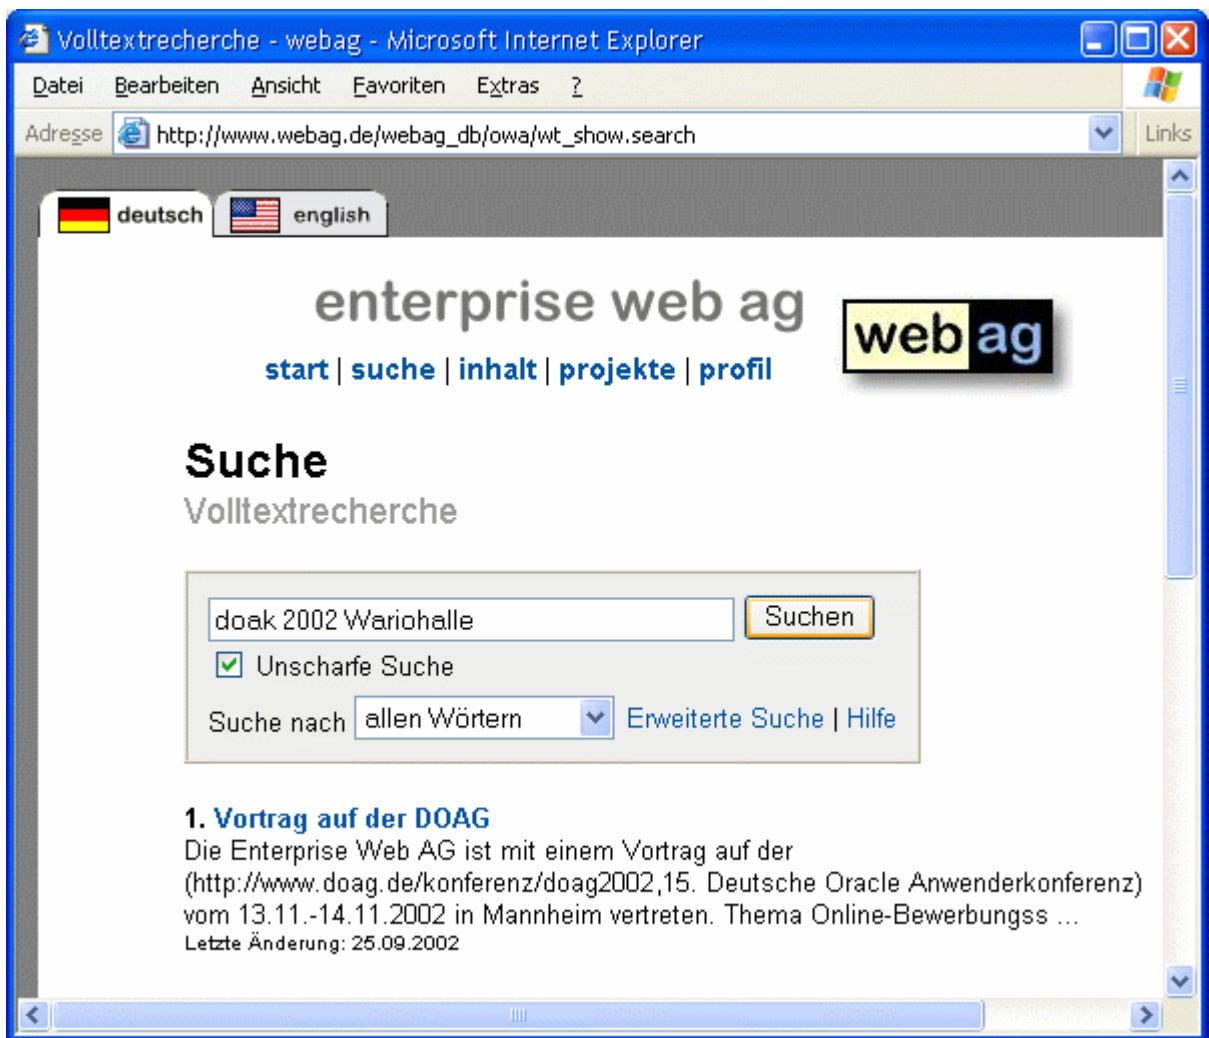 Volltextrecherche - webag - Microsoft Internet Explorer
Datei Bearbeiten Ansicht Favoriten Extras ?
Adresse http://www.webag.de/webag_db/owa/wt_show.search Links
deutsch english
enterprise web ag
web ag
start | suche | inhalt | projekte | profil
Suche
Volltextrecherche
doak 2002 Wariohalle Suchen
Unscharfe Suche
Suche nach allen Wörtern Erweiterte Suche | Hilfe
1. Vortrag auf der DOAG
Die Enterprise Web AG ist mit einem Vortrag auf der
(http://www.doag.de/konferenz/doag2002,15. Deutsche Oracle Anwenderkonferenz)
vom 13.11.-14.11.2002 in Mannheim vertreten. Thema Online-Bewerbungss ...
Letzte Änderung: 25.09.2002